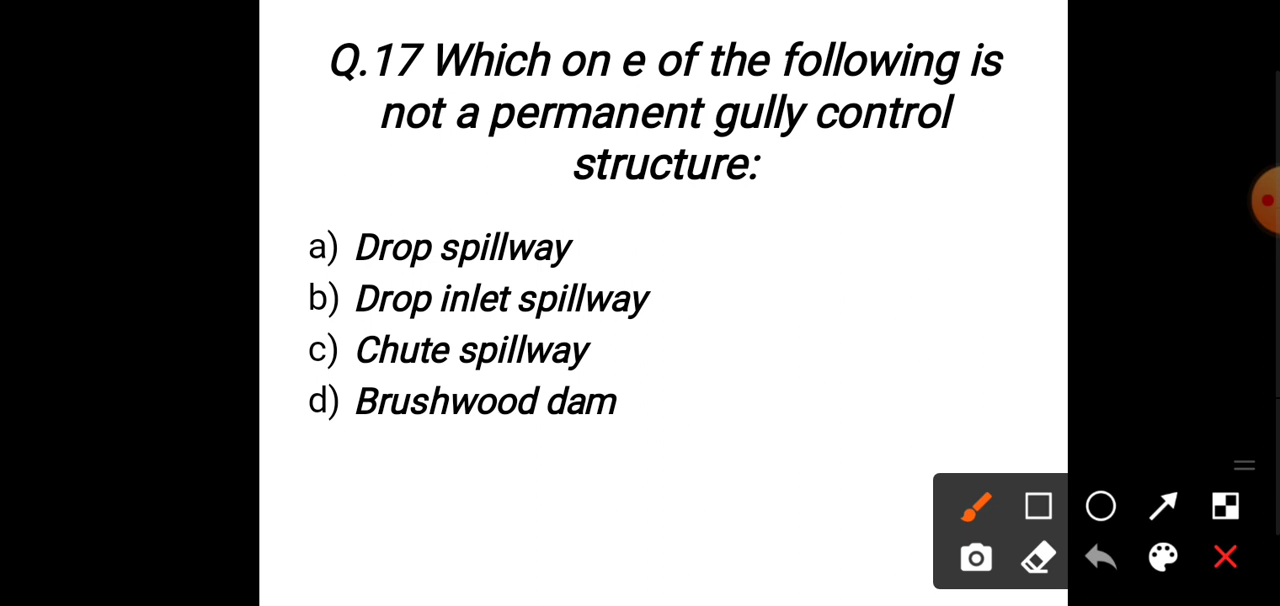 Q.17 Which on e of the following is
not a permanent gully control
structure:
a) Drop spillway
b) Drop inlet spillway
c) Chute spillway
d) Brushwood dam